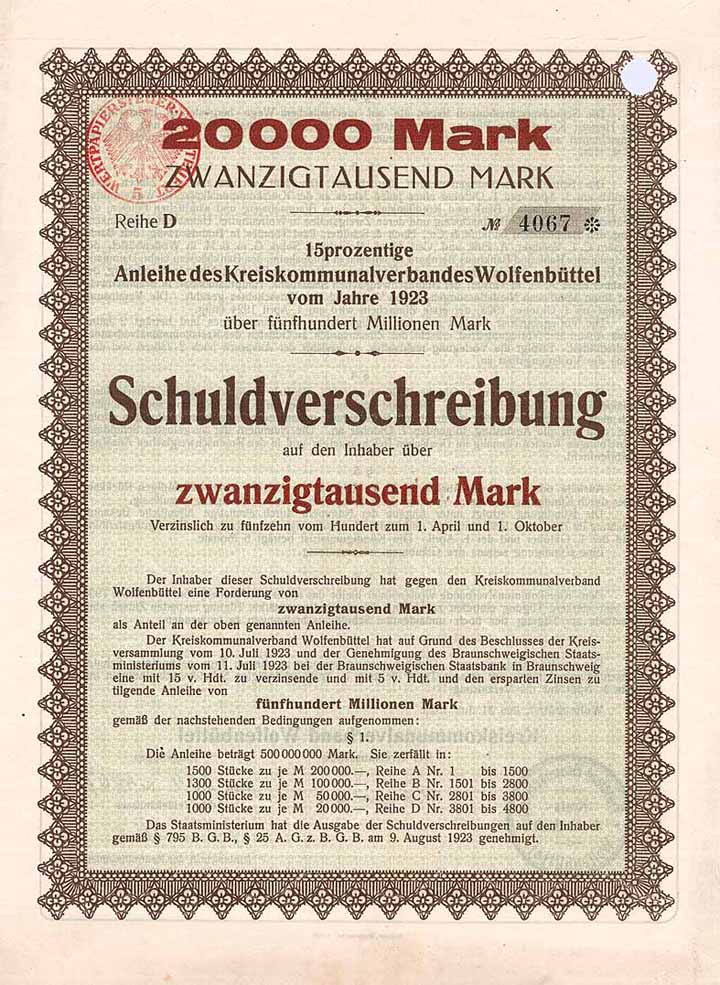 20000 Mark
ZWANZIGTAUSEND MARK
WERTPAPIERSTEUER
Reihe D
№ 4067 ❊
15prozentige
Anleihe des Kreiskommunalverbandes Wolfenbüttel
vom Jahre 1923
über fünfhundert Millionen Mark
Schuldverschreibung
auf den Inhaber über
zwanzigtausend Mark
Verzinslich zu fünfzehn vom Hundert zum 1. April und 1. Oktober
Der Inhaber dieser Schuldverschreibung hat gegen den Kreiskommunalverband
Wolfenbüttel eine Forderung von
zwanzigtausend Mark
als Anteil an der oben genannten Anleihe.
Der Kreiskommunalverband Wolfenbüttel hat auf Grund des Beschlusses der Kreis-
versammlung vom 10. Juli 1923 und der Genehmigung des Braunschweigischen Staats-
ministeriums vom 11. Juli 1923 bei der Braunschweigischen Staatsbank in Braunschweig
eine mit 15 v. Hdt. zu verzinsende und mit 5 v. Hdt. und den ersparten Zinsen zu
tilgende Anleihe von
fünfhundert Millionen Mark
gemäß der nachstehenden Bedingungen aufgenommen:
§ 1.
Die Anleihe beträgt 500 000 000 Mark. Sie zerfällt in:
1500 Stücke zu je M 200 000.—, Reihe A Nr. 1 bis 1500
1300 Stücke zu je M 100 000.—, Reihe B Nr. 1501 bis 2800
1000 Stücke zu je M 50 000.—, Reihe C Nr. 2801 bis 3800
1000 Stücke zu je M 20 000.—, Reihe D Nr. 3801 bis 4800
Das Staatsministerium hat die Ausgabe der Schuldverschreibungen auf den Inhaber
gemäß § 795 B. G. B., § 25 A. G. z. B. G. B. am 9. August 1923 genehmigt.